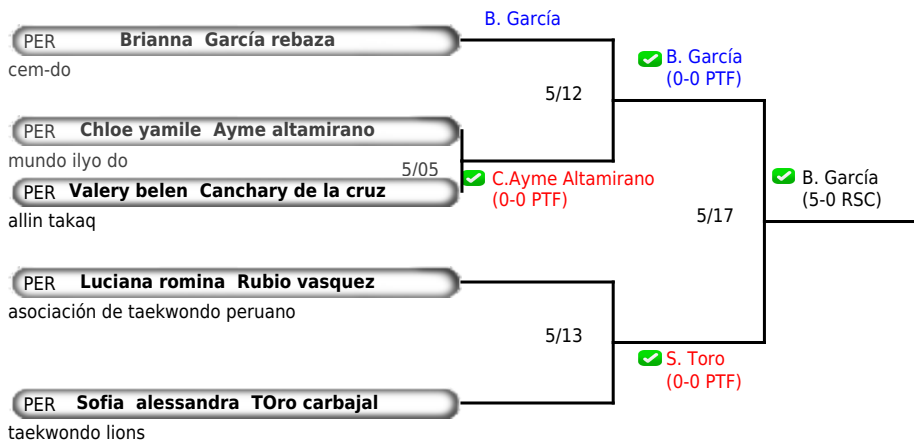 B. García
PER Brianna García rebaza
cem-do
B. García
(0-0 PTF)
5/12
PER Chloe yamile Ayme altamirano
mundo ilyo do
5/05
C.Ayme Altamirano
(0-0 PTF)
PER Valery belen Canchary de la cruz
allin takaq
B. García
(5-0 RSC)
5/17
PER Luciana romina Rubio vasquez
asociación de taekwondo peruano
5/13
S. Toro
(0-0 PTF)
PER Sofia alessandra TOro carbajal
taekwondo lions